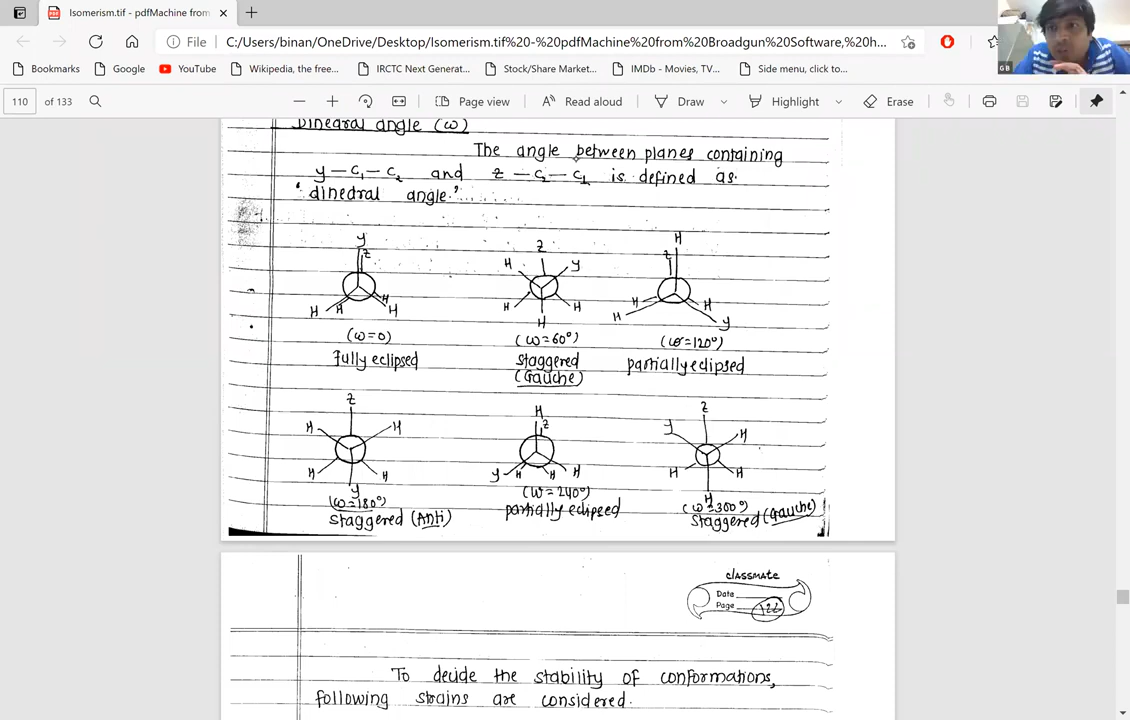 Isomerism.tif - pdfMachine from
File C:/Users/binan/OneDrive/Desktop/Isomerism.tif%20-%20pdfMachine%20from%20Broadgun%20Software,%20h...
GB
Bookmarks Google YouTube Wikipedia, the free... IRCTC Next Generat... Stock/Share Market... IMDb - Movies, TV... Side menu, click to...
110 of 133 Page view Read aloud Draw Highlight Erase
Dihedral angle (ω)
The angle between planes containing
y-C₁-C₂ and z-C₂-C₁ is defined as
"dihedral angle."
y z H H H H
z H y H H H
H z H H H y
(ω=0) (ω=60°) (ω=120°)
Fully eclipsed staggered partially eclipsed
(Gauche)
z H H H H y
H z y H H H
z y H H H H
(ω=180°) (ω=240°) (ω=300°)
staggered (Anti) partially eclipsed staggered (Gauche)
classmate
Date
Page 122
To decide the stability of conformations,
following strains are considered.